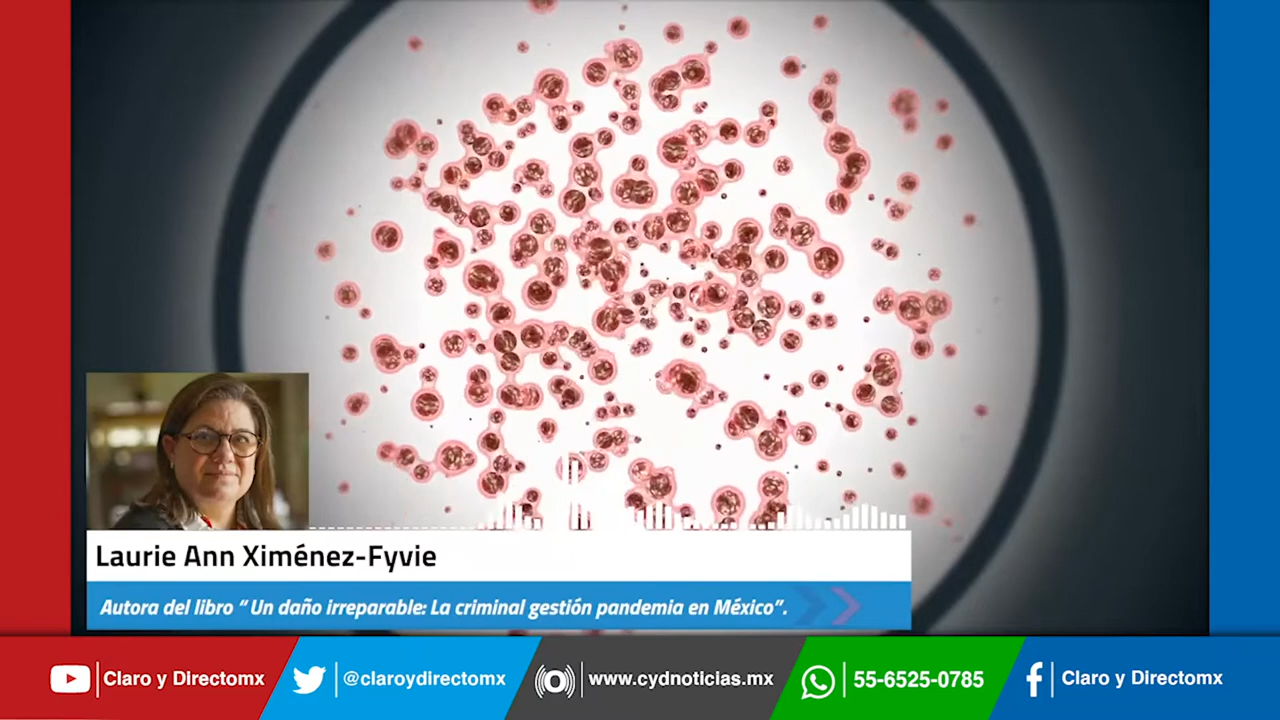 Laurie Ann Ximénez-Fyvie
Autora del libro “ Un daño irreparable: La criminal gestión pandemia en México”.
Claro y Directomx
@claroydirectomx
www.cydnoticias.mx
55-6525-0785
Claro y Directomx